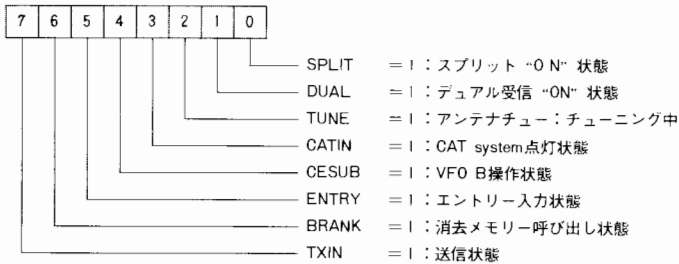 7 6 5 4 3 2 1 0
SPLIT =1:スプリット “ON” 状態
DUAL =1:デュアル受信 “ON” 状態
TUNE =1:アンテナチュー:チューニング中
CATIN =1:CAT system点灯状態
CESUB =1:VFO B操作状態
ENTRY =1:エントリー入力状態
BRANK =1:消去メモリー呼び出し状態
TXIN =1:送信状態